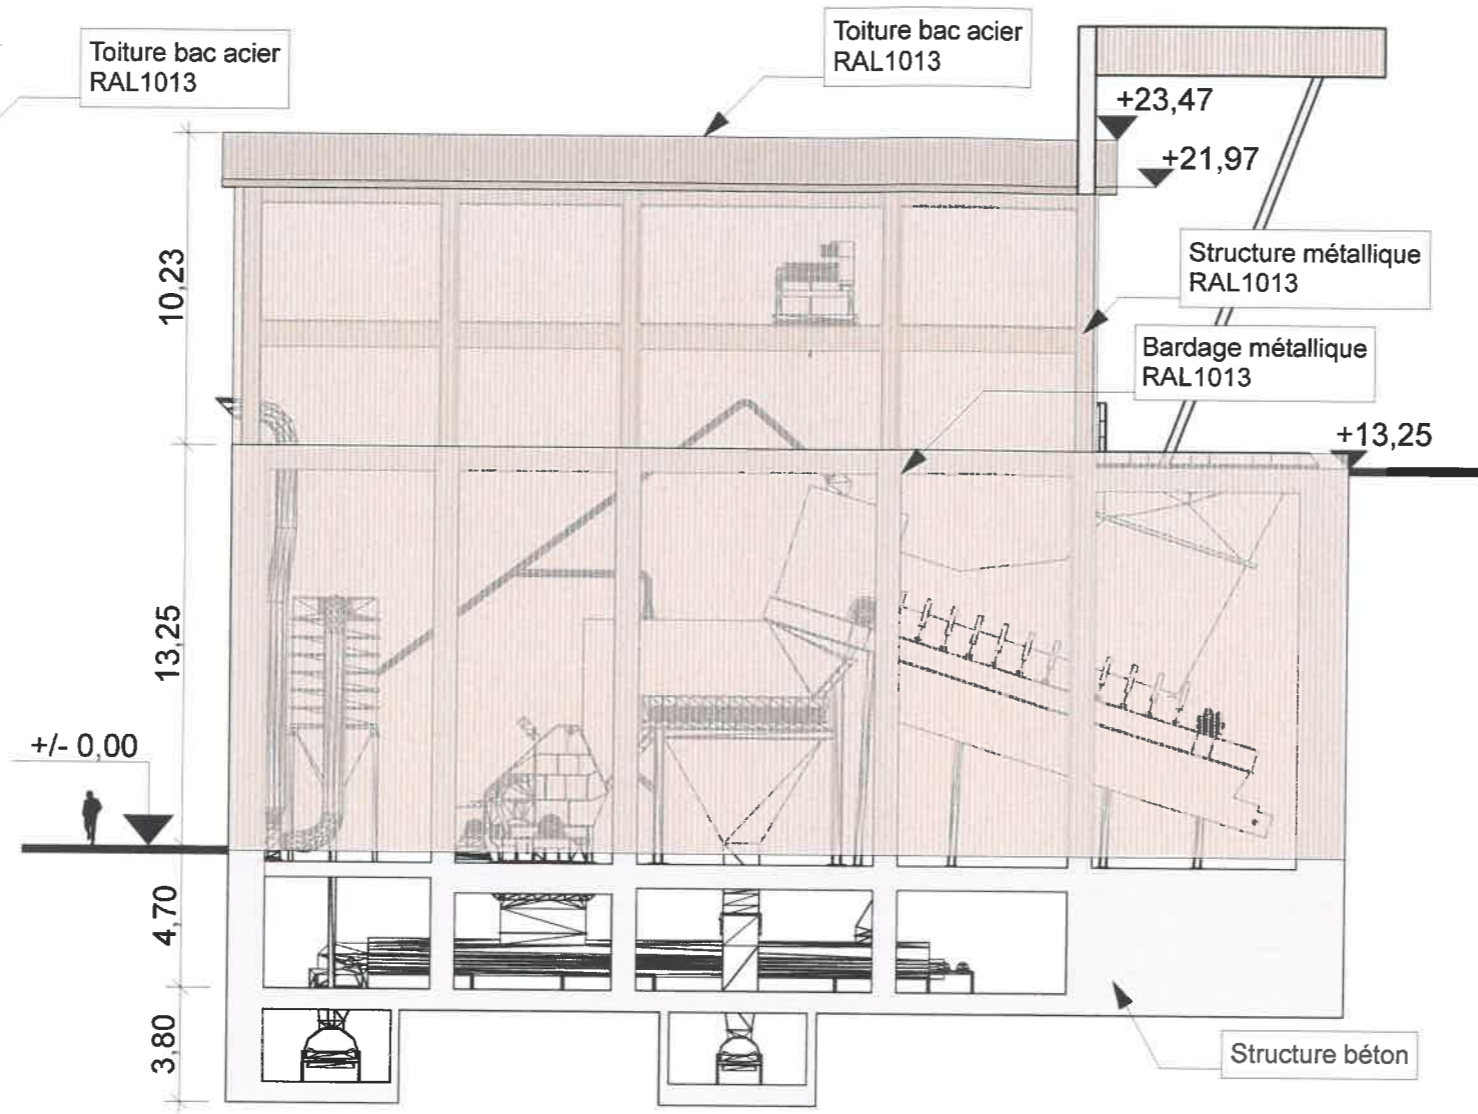 Toiture bac acier
RAL1013
Toiture bac acier
RAL1013
+23,47
+21,97
10,23
Structure métallique
RAL1013
Bardage métallique
RAL1013
+13,25
13,25
+/- 0,00
4,70
3,80
Structure béton